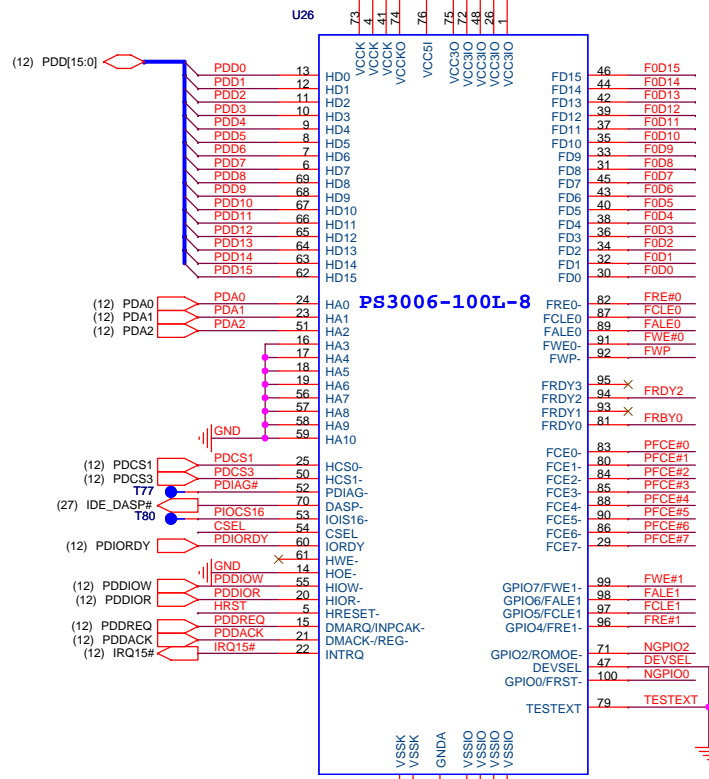 U26
73 4 41 74 76 75 72 48 26 1
VCCK VCCK VCCK VCCKO VCC5I VCC3O VCC3IO VCC3IO VCC3IO VCC3IO
(12) PDD[15:0]
PDD0 13 HD0 FD15 46 F0D15
PDD1 12 HD1 FD14 44 F0D14
PDD2 11 HD2 FD13 42 F0D13
PDD3 10 HD3 FD12 39 F0D12
PDD4 9 HD4 FD11 37 F0D11
PDD5 8 HD5 FD10 35 F0D10
PDD6 7 HD6 FD9 33 F0D9
PDD7 6 HD7 FD8 31 F0D8
PDD8 69 HD8 FD7 45 F0D7
PDD9 68 HD9 FD6 43 F0D6
PDD10 67 HD10 FD5 40 F0D5
PDD11 66 HD11 FD4 38 F0D4
PDD12 65 HD12 FD3 36 F0D3
PDD13 64 HD13 FD2 34 F0D2
PDD14 63 HD14 FD1 32 F0D1
PDD15 62 HD15 FD0 30 F0D0
PS3006-100L-8
(12) PDA0 PDA0 24 HA0 FRE0- 82 FRE#0
(12) PDA1 PDA1 23 HA1 FCLE0 87 FCLE0
(12) PDA2 PDA2 51 HA2 FALE0 89 FALE0
16 HA3 FWE0- 91 FWE#0
17 HA4 FWP- 92 FWP
18 HA5
19 HA6 FRDY3 95
56 HA7 FRDY2 94 FRDY2
57 HA8 FRDY1 93
58 HA9 FRDY0 81 FRBY0
GND 59 HA10
FCE0- 83 PFCE#0
(12) PDCS1 PDCS1 25 HCS0- FCE1- 80 PFCE#1
(12) PDCS3 PDCS3 50 HCS1- FCE2- 84 PFCE#2
T77 PDIAG# 52 PDIAG- FCE3- 85 PFCE#3
(27) IDE_DASP# 70 DASP- FCE4- 88 PFCE#4
T80 PIOCS16 53 IOIS16- FCE5- 90 PFCE#5
CSEL 54 CSEL FCE6- 86 PFCE#6
(12) PDIORDY PDIORDY 60 IORDY FCE7- 29 PFCE#7
61 HWE-
GND 14 HOE-
(12) PDDIOW PDDIOW 55 HIOW- GPIO7/FWE1- 99 FWE#1
(12) PDDIOR PDDIOR 20 HIOR- GPIO6/FALE1 98 FALE1
HRST 5 HRESET- GPIO5/FCLE1 97 FCLE1
(12) PDDREQ PDDREQ 15 DMARQ/INPCAK- GPIO4/FRE1- 96 FRE#1
(12) PDDACK PDDACK 21 DMACK-/REG-
(12) IRQ15# IRQ15# 22 INTRQ GPIO2/ROMOE- 71 NGPIO2
DEVSEL 47 DEVSEL
GPIO0/FRST- 100 NGPIO0
TESTEXT 79 TESTEXT
VSSK VSSK GNDA VSSIO VSSIO VSSIO VSSIO